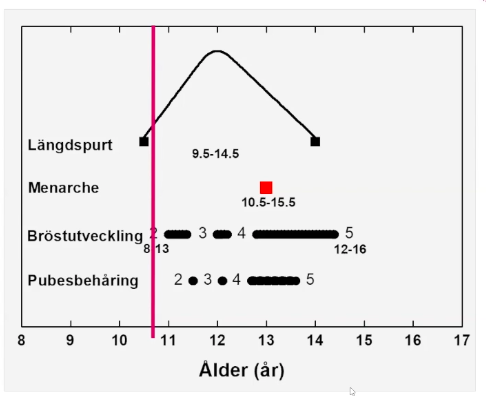 Längdspurt
9.5-14.5
Menarche
10.5-15.5
Bröstutveckling 2 3 4 5
8-13 12-16
Pubesbehåring 2 3 4 5
8 9 10 11 12 13 14 15 16 17
Ålder (år)